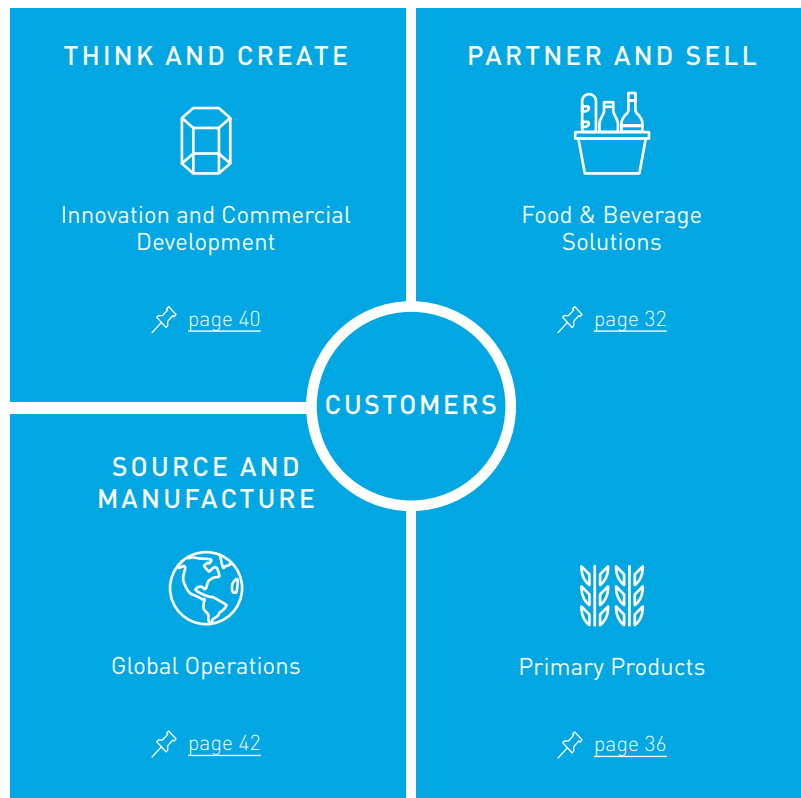 THINK AND CREATE
Innovation and Commercial
Development
page 40
PARTNER AND SELL
Food & Beverage
Solutions
page 32
CUSTOMERS
SOURCE AND
MANUFACTURE
Global Operations
page 42
Primary Products
page 36